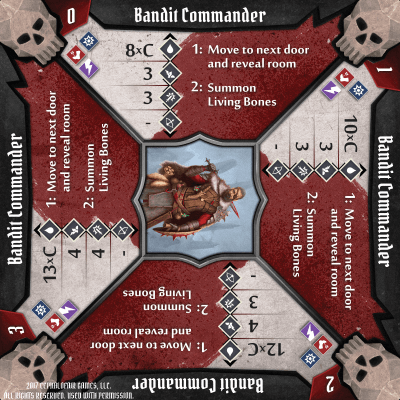 0
Bandit Commander
8xC
3
3
-
1: Move to next door
and reveal room
2: Summon
Living Bones
1
Bandit Commander
10xC
3
3
-
1: Move to next door
and reveal room
2: Summon
Living Bones
2
Bandit Commander
12xC
4
3
-
1: Move to next door
and reveal room
2: Summon
Living Bones
3
Bandit Commander
13xC
4
4
-
1: Move to next door
and reveal room
2: Summon
Living Bones
2017 CEPHALOFAIR GAMES, LLC.
ALL RIGHTS RESERVED. USED WITH PERMISSION.